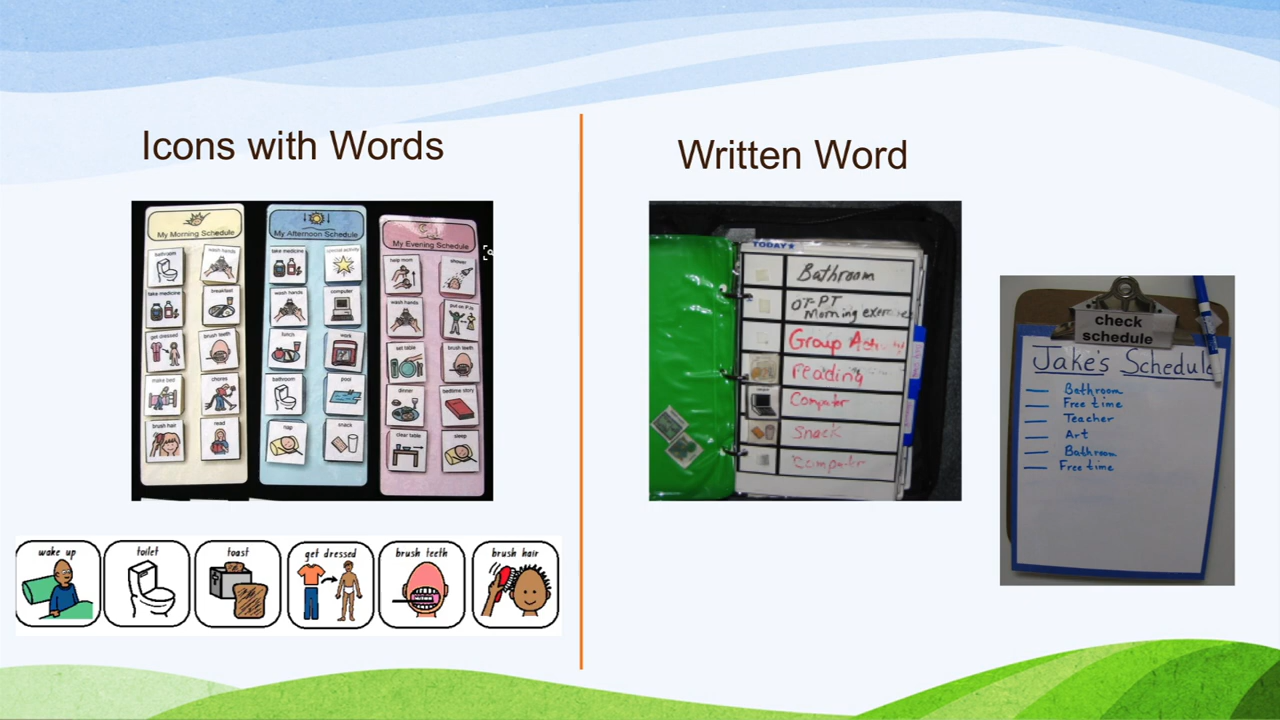 Icons with Words
My Morning Schedule
bathroom
wash hands
take medicine
breakfast
get dressed
brush teeth
make bed
chores
brush hair
read
My Afternoon Schedule
take medicine
special activity
wash hands
computer
lunch
work
bathroom
pool
nap
snack
My Evening Schedule
help mom
shower
wash hands
put on PJs
set table
brush teeth
dinner
bedtime story
clear table
sleep
wake up
toilet
toast
get dressed
brush teeth
brush hair
Written Word
TODAY★
Bathroom
OT-PT
Morning exercises
Group Activity
Reading
Computer
Snack
Computer
check
schedule
Jake's Schedule
Bathroom
Free time
Teacher
Art
Bathroom
Free time